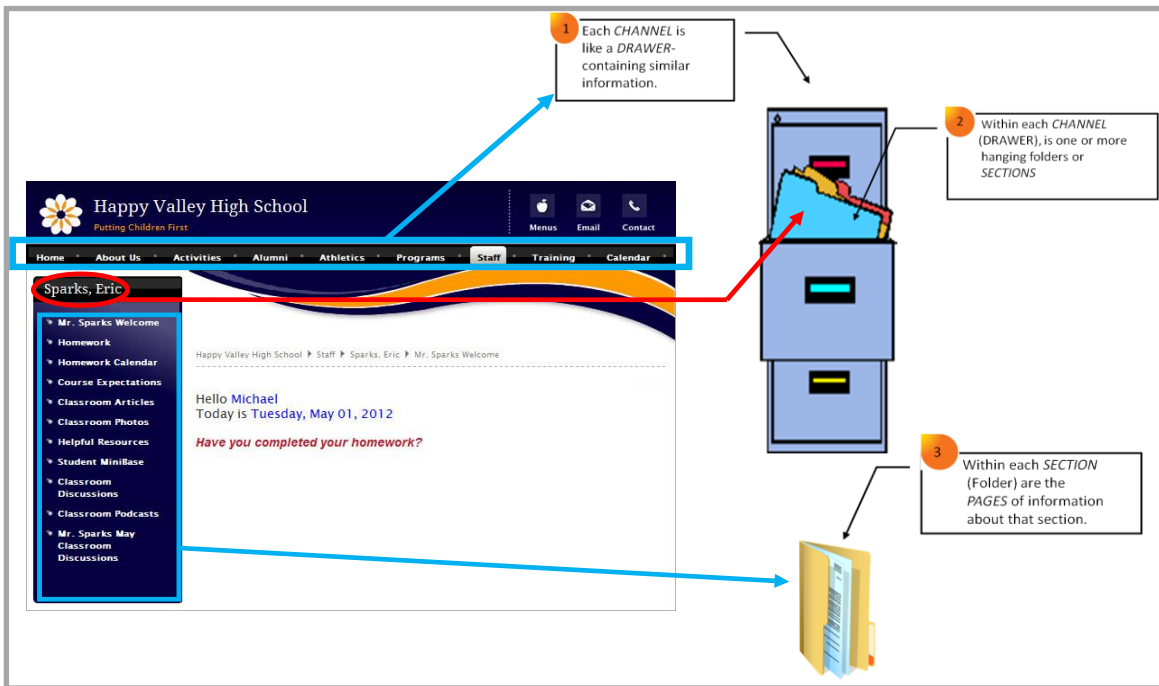 1
Each CHANNEL is
like a DRAWER-
containing similar
information.
2
Within each CHANNEL
(DRAWER), is one or more
hanging folders or
SECTIONS
Happy Valley High School
Putting Children First
Menus Email Contact
Home About Us Activities Alumni Athletics Programs Staff Training Calendar
Sparks, Eric
Mr. Sparks Welcome
Homework
Homework Calendar
Course Expectations
Classroom Articles
Classroom Photos
Helpful Resources
Student MiniBase
Classroom
Discussions
Classroom Podcasts
Mr. Sparks May
Classroom
Discussions
Happy Valley High School Staff Sparks, Eric Mr. Sparks Welcome
Hello Michael
Today is Tuesday, May 01, 2012
Have you completed your homework?
3
Within each SECTION
(Folder) are the
PAGES of information
about that section.